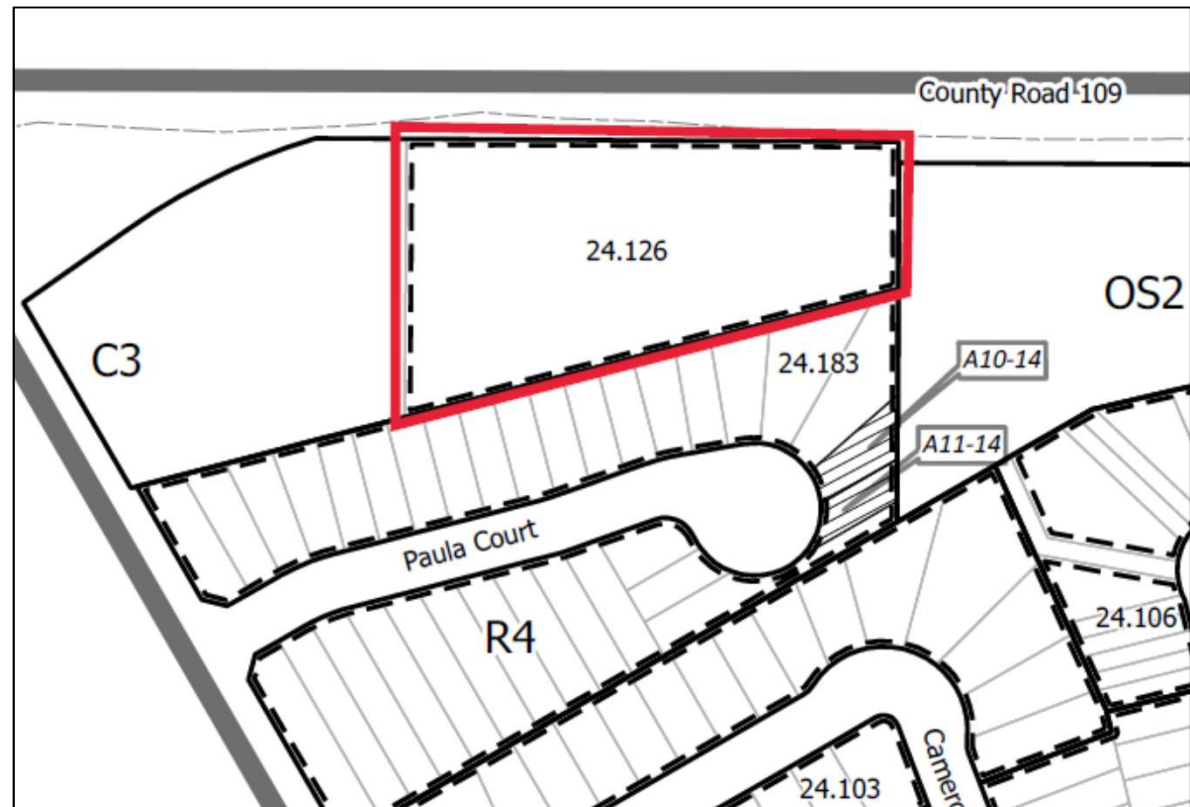 County Road 109
24.126
OS2
C3
24.183
A10-14
A11-14
Paula Court
R4
24.106
Camero
24.103